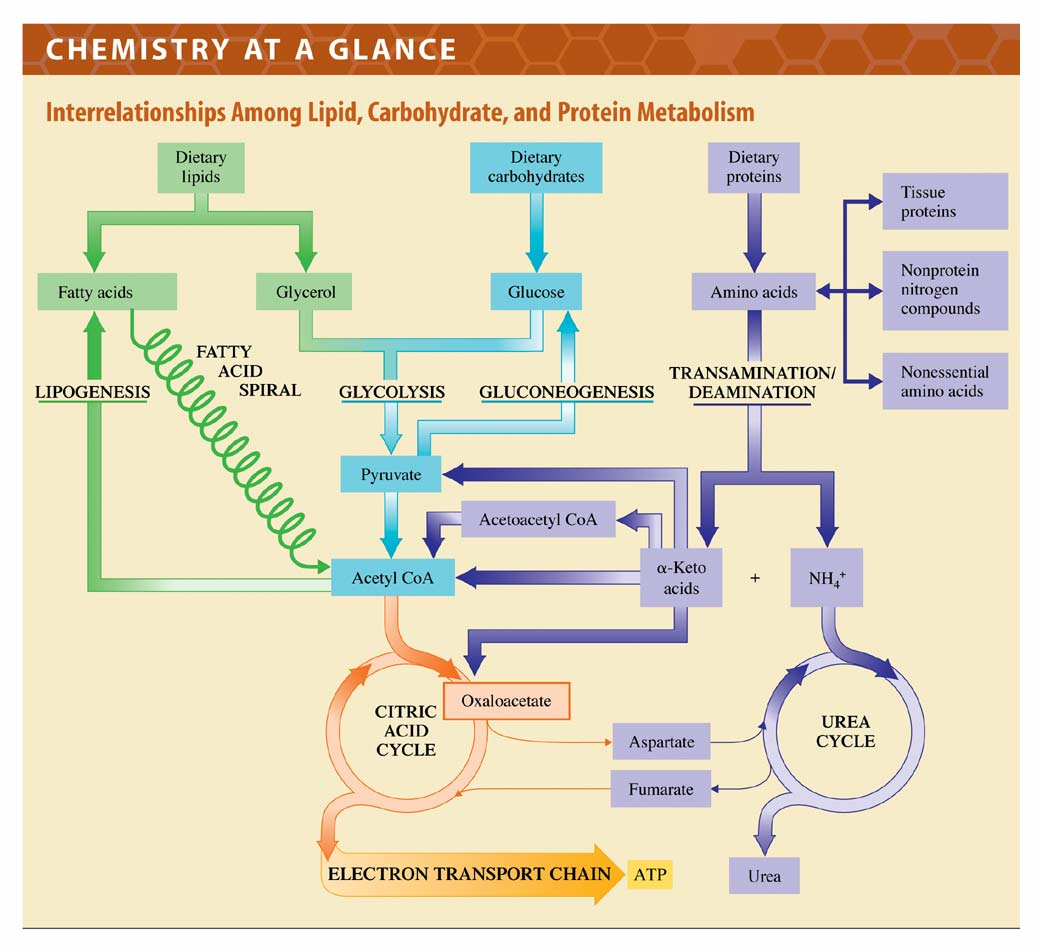 CHEMISTRY AT A GLANCE
Interrelationships Among Lipid, Carbohydrate, and Protein Metabolism
Dietary
lipids
Dietary
carbohydrates
Dietary
proteins
Tissue
proteins
Fatty acids
Glycerol
Glucose
Amino acids
Nonprotein
nitrogen
compounds
FATTY
ACID
SPIRAL
LIPOGENESIS
GLYCOLYSIS
GLUCONEOGENESIS
TRANSAMINATION/
DEAMINATION
Nonessential
amino acids
Pyruvate
Acetoacetyl CoA
Acetyl CoA
α-Keto
acids
+
NH₄⁺
CITRIC
ACID
CYCLE
Oxaloacetate
UREA
CYCLE
Aspartate
Fumarate
ELECTRON TRANSPORT CHAIN
ATP
Urea